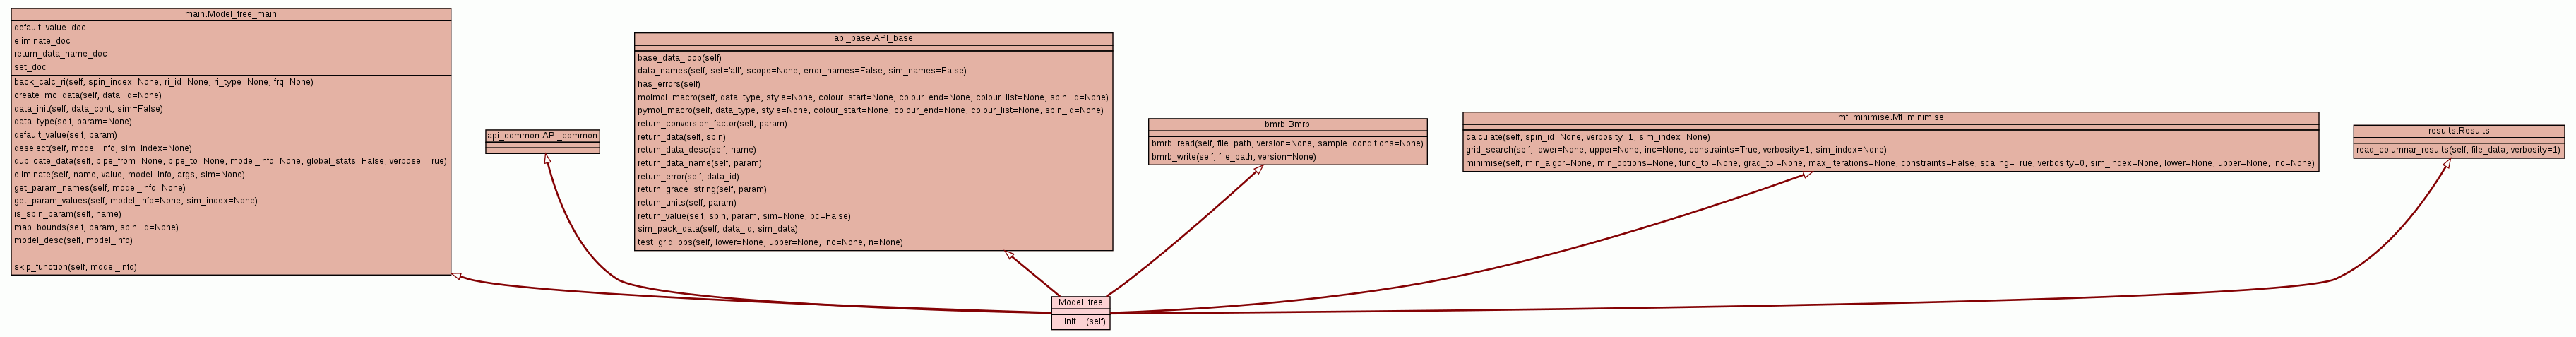 main.Model_free_main
default_value_doc
eliminate_doc
return_data_name_doc
set_doc
back_calc_ri(self, spin_index=None, ri_id=None, ri_type=None, frq=None)
create_mc_data(self, data_id=None)
data_init(self, data_cont, sim=False)
data_type(self, param=None)
default_value(self, param)
deselect(self, model_info, sim_index=None)
duplicate_data(self, pipe_from=None, pipe_to=None, model_info=None, global_stats=False, verbose=True)
eliminate(self, name, value, model_info, args, sim=None)
get_param_names(self, model_info=None)
get_param_values(self, model_info=None, sim_index=None)
is_spin_param(self, name)
map_bounds(self, param, spin_id=None)
model_desc(self, model_info)
...
skip_function(self, model_info)
api_common.API_common
api_base.API_base
base_data_loop(self)
data_names(self, set='all', scope=None, error_names=False, sim_names=False)
has_errors(self)
molmol_macro(self, data_type, style=None, colour_start=None, colour_end=None, colour_list=None, spin_id=None)
pymol_macro(self, data_type, style=None, colour_start=None, colour_end=None, colour_list=None, spin_id=None)
return_conversion_factor(self, param)
return_data(self, spin)
return_data_desc(self, name)
return_data_name(self, param)
return_error(self, data_id)
return_grace_string(self, param)
return_units(self, param)
return_value(self, spin, param, sim=None, bc=False)
sim_pack_data(self, data_id, sim_data)
test_grid_ops(self, lower=None, upper=None, inc=None, n=None)
bmrb.Bmrb
bmrb_read(self, file_path, version=None, sample_conditions=None)
bmrb_write(self, file_path, version=None)
mf_minimise.Mf_minimise
calculate(self, spin_id=None, verbosity=1, sim_index=None)
grid_search(self, lower=None, upper=None, inc=None, constraints=True, verbosity=1, sim_index=None)
minimise(self, min_algor=None, min_options=None, func_tol=None, grad_tol=None, max_iterations=None, constraints=False, scaling=True, verbosity=0, sim_index=None, lower=None, upper=None, inc=None)
results.Results
read_columnar_results(self, file_data, verbosity=1)
Model_free
__init__(self)